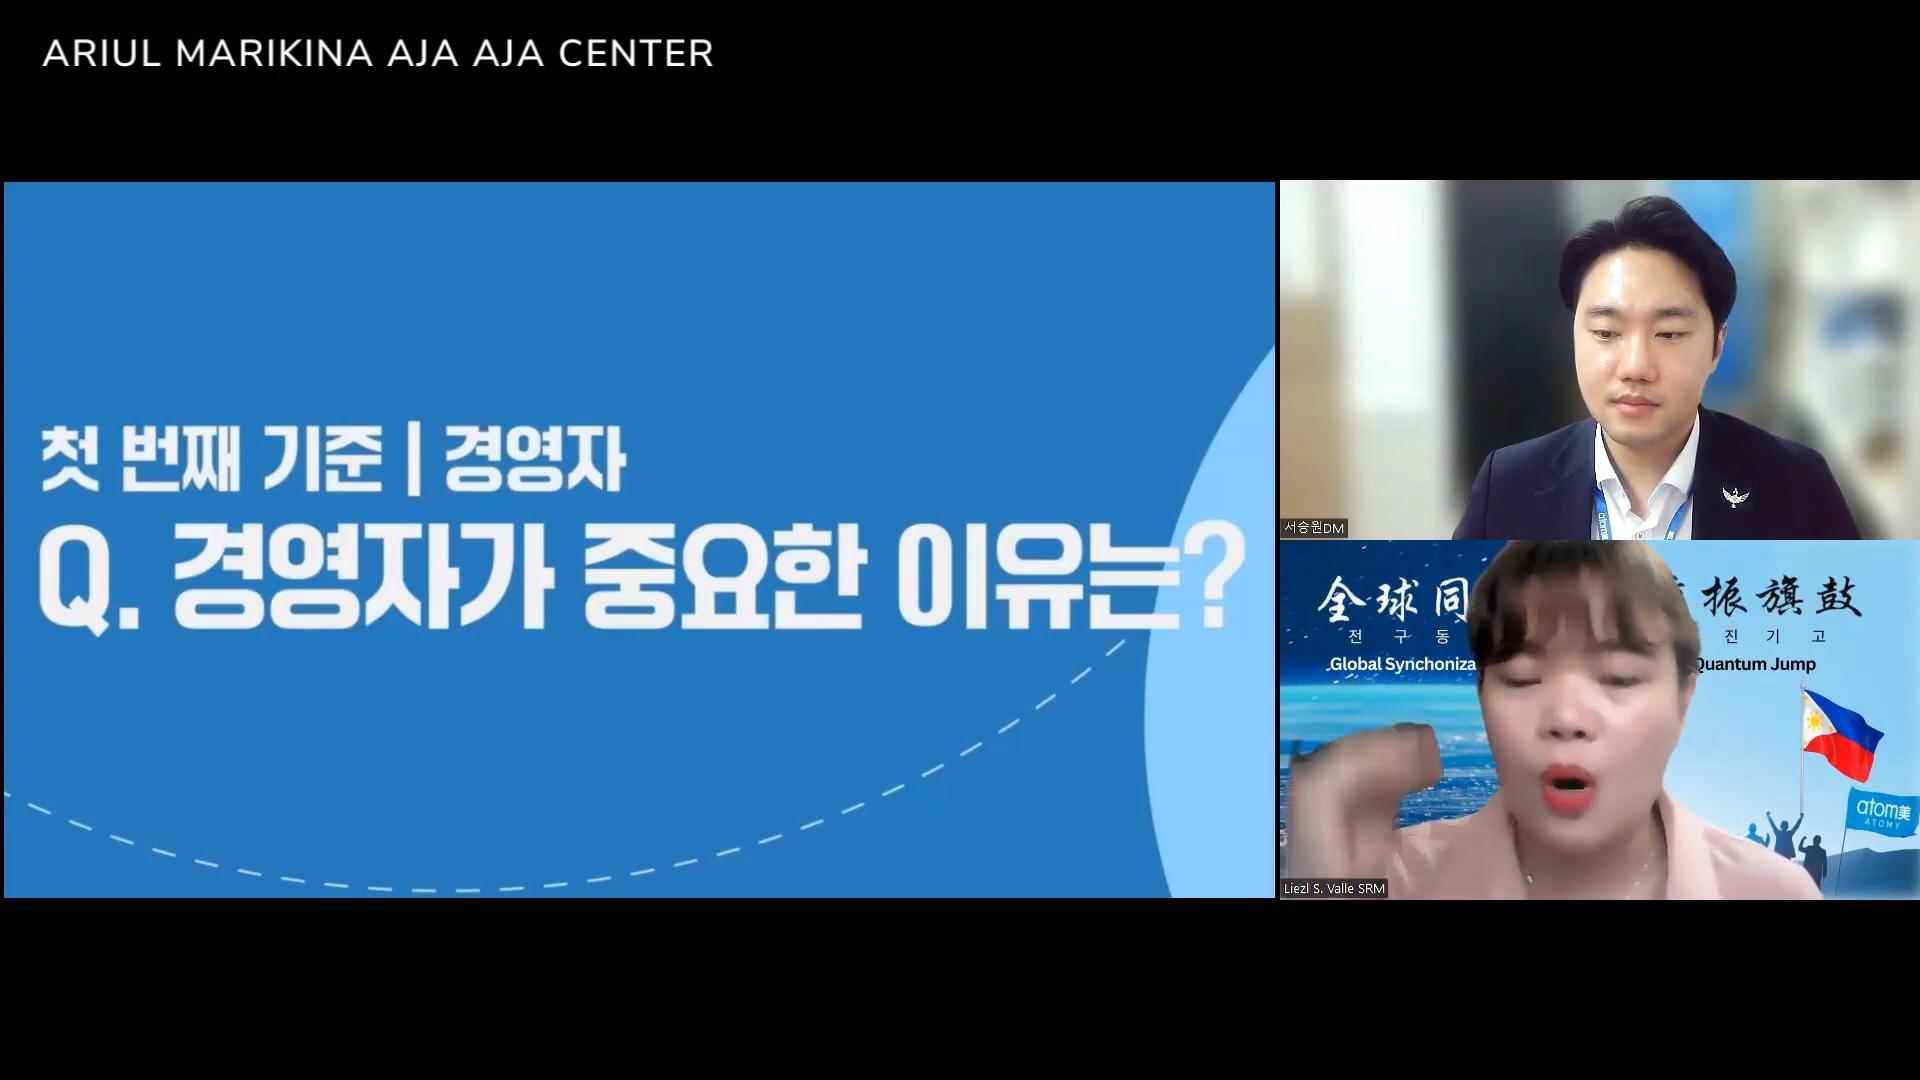 ARIUL MARIKINA AJA AJA CENTER
첫 번째 기준 | 경영자
Q. 경영자가 중요한 이유는?
서승원DM
全球同
振旗鼓
전 구 동
진 기 고
Global Synchoniza
Quantum Jump
atom美
ATOMY
Liezl S. Valle SRM